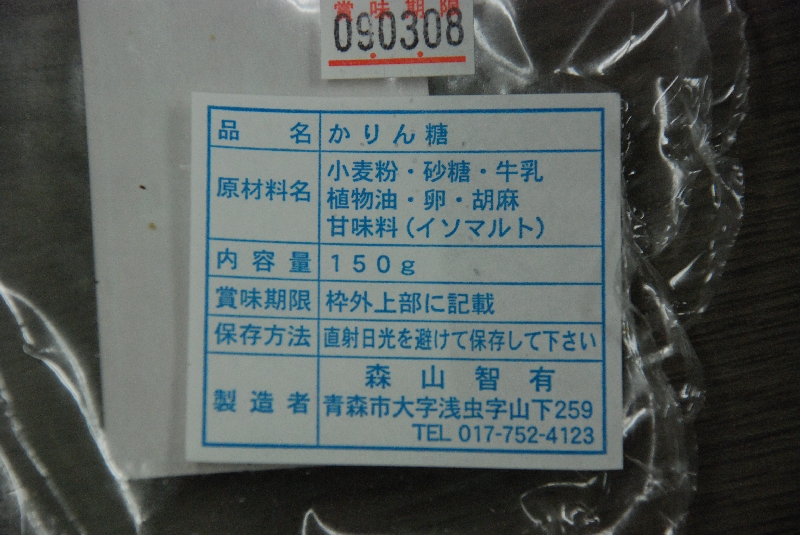 賞味期限
09.03.08
品名 かりん糖
原材料名 小麦粉・砂糖・牛乳
植物油・卵・胡麻
甘味料(イソマルト)
内容量 150g
賞味期限 枠外上部に記載
保存方法 直射日光を避けて保存して下さい
製造者 森山智有
青森市大字浅虫字山下259
TEL 017-752-4123